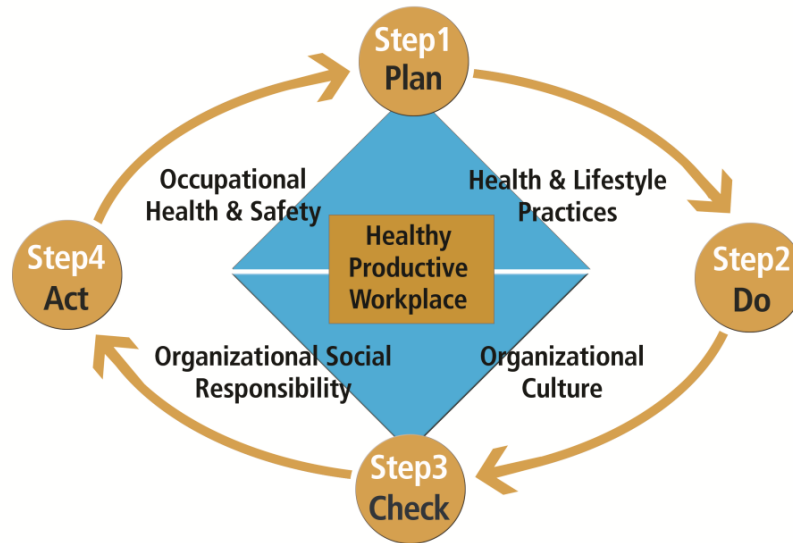 Step1
Plan
Occupational
Health & Safety
Health & Lifestyle
Practices
Healthy
Productive
Workplace
Step4
Act
Step2
Do
Organizational Social
Responsibility
Organizational
Culture
Step3
Check